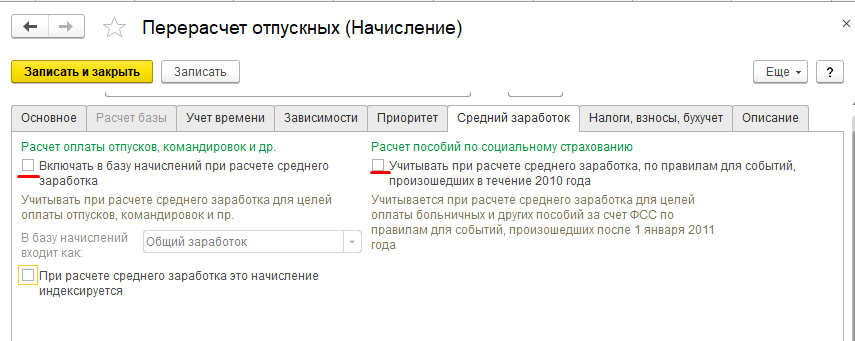 Перерасчет отпускных (Начисление)
Записать и закрыть
Записать
Еще
?
Основное
Расчет базы
Учет времени
Зависимости
Приоритет
Средний заработок
Налоги, взносы, бухучет
Описание
Расчет оплаты отпусков, командировок и др.
Включать в базу начислений при расчете среднего
заработка
Учитывать при расчете среднего заработка для целей
оплаты отпусков, командировок и пр.
В базу начислений
входит как:
Общий заработок
При расчете среднего заработка это начисление
индексируется
Расчет пособий по социальному страхованию
Учитывать при расчете среднего заработка, по правилам для событий,
произошедших в течение 2010 года
Учитывается при расчете среднего заработка для целей
оплаты больничных и других пособий за счет ФСС по
правилам для событий, произошедших после 1 января 2011
года